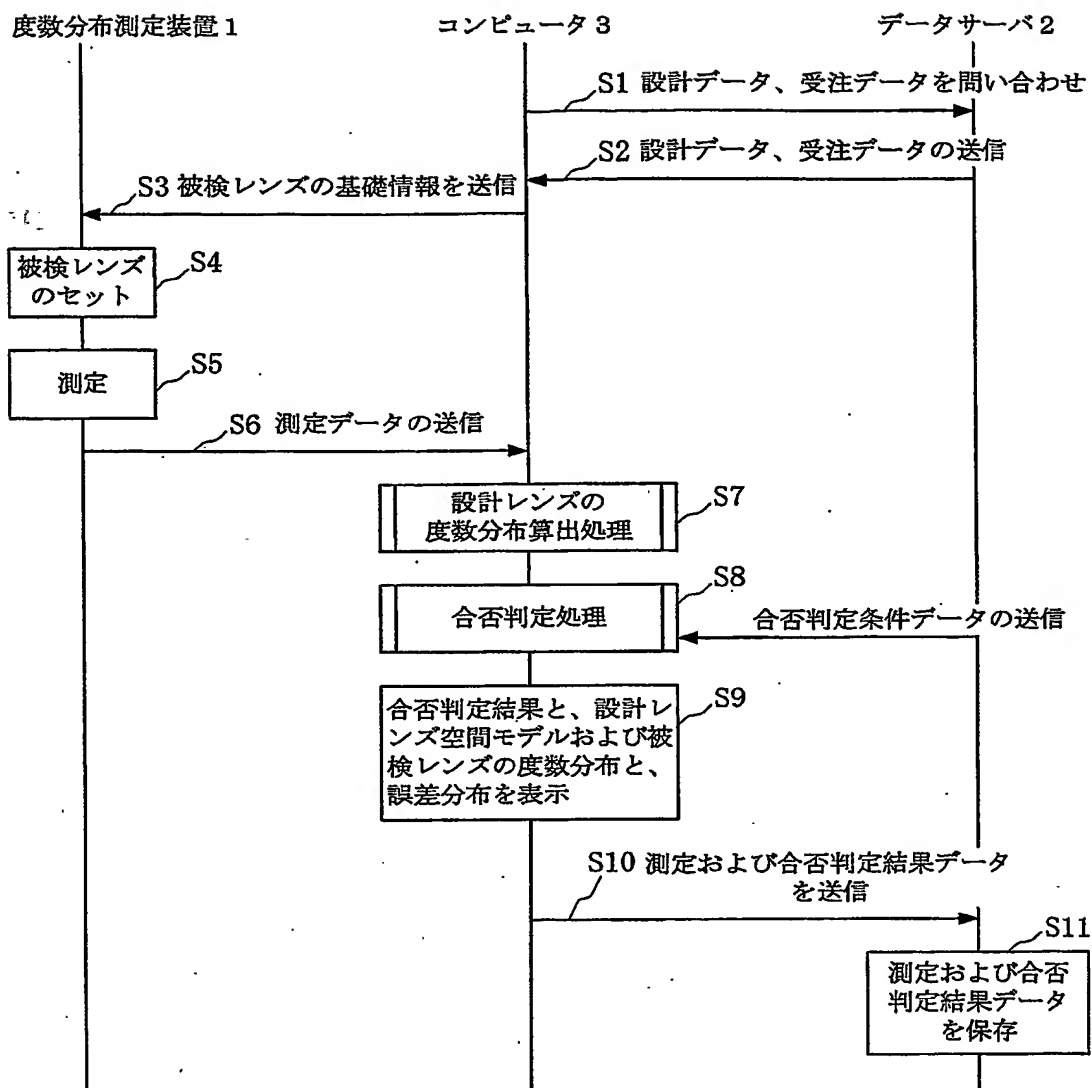 度数分布測定装置1
コンピュータ3
データサーバ2
S1 設計データ、受注データを問い合わせ
S2 設計データ、受注データの送信
S3 被検レンズの基礎情報を送信
被検レンズ
のセット
S4
測定
S5
S6 測定データの送信
設計レンズの
度数分布算出処理
S7
合否判定処理
S8
合否判定条件データの送信
合否判定結果と、設計レ
ンズ空間モデルおよび被
検レンズの度数分布と、
誤差分布を表示
S9
S10 測定および合否判定結果データ
を送信
S11
測定および合否
判定結果データ
を保存